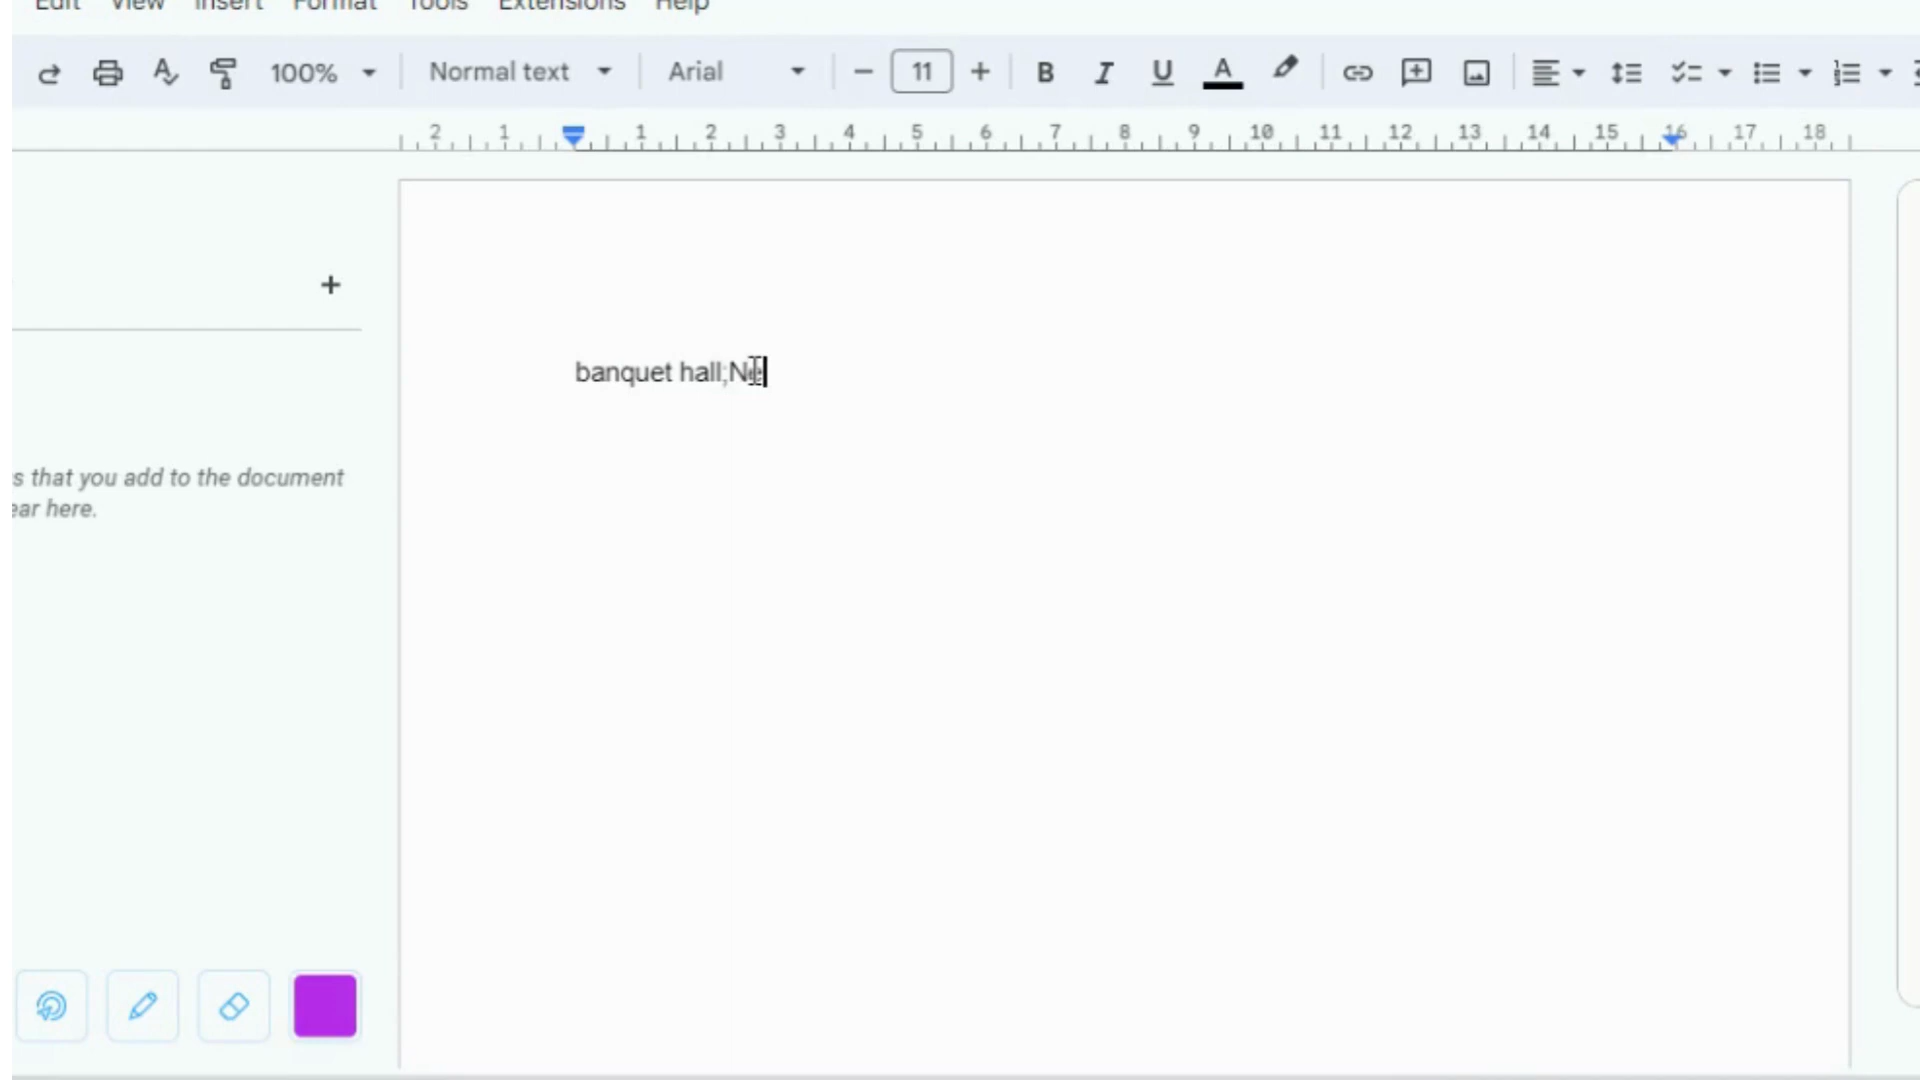 Edit View Insert Format Tools Extensions Help
100% Normal text Arial 11 B I U A
2 1 1 2 3 4 5 6 7 8 9 10 11 12 13 14 15 16 17 18
banquet hall;Ne
s that you add to the document
ear here.